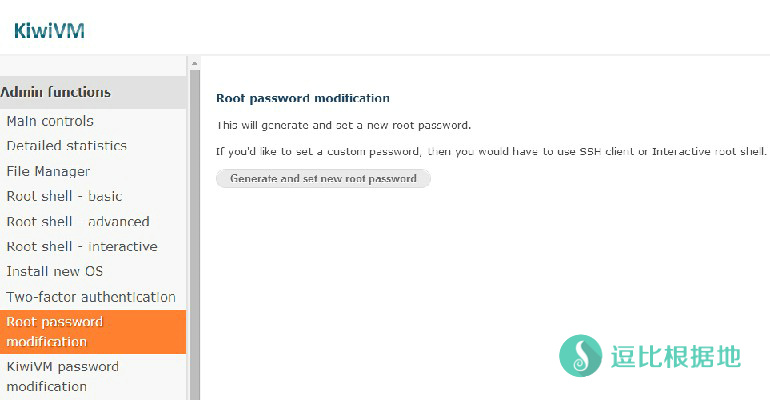 KiwiVM
Admin functions
Main controls
Detailed statistics
File Manager
Root shell - basic
Root shell - advanced
Root shell - interactive
Install new OS
Two-factor authentication
Root password
modification
KiwiVM password
modification
Root password modification
This will generate and set a new root password.
If you'd like to set a custom password, then you would have to use SSH client or Interactive root shell.
Generate and set new root password
逗比根据地